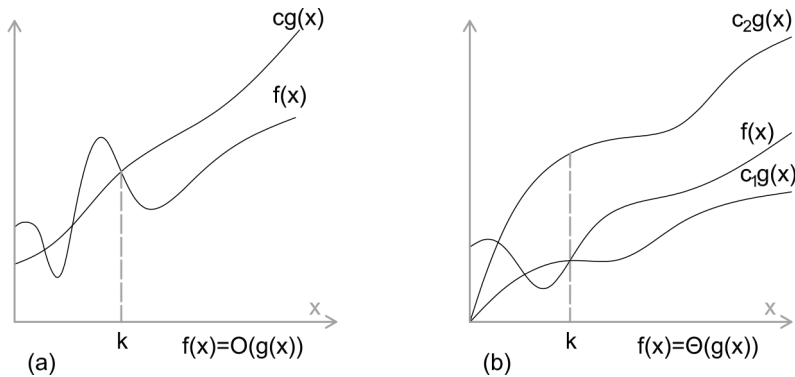 cg(x)
f(x)
x
k
f(x)=O(g(x))
(a)
c₂g(x)
f(x)
c₁g(x)
x
k
f(x)=Θ(g(x))
(b)